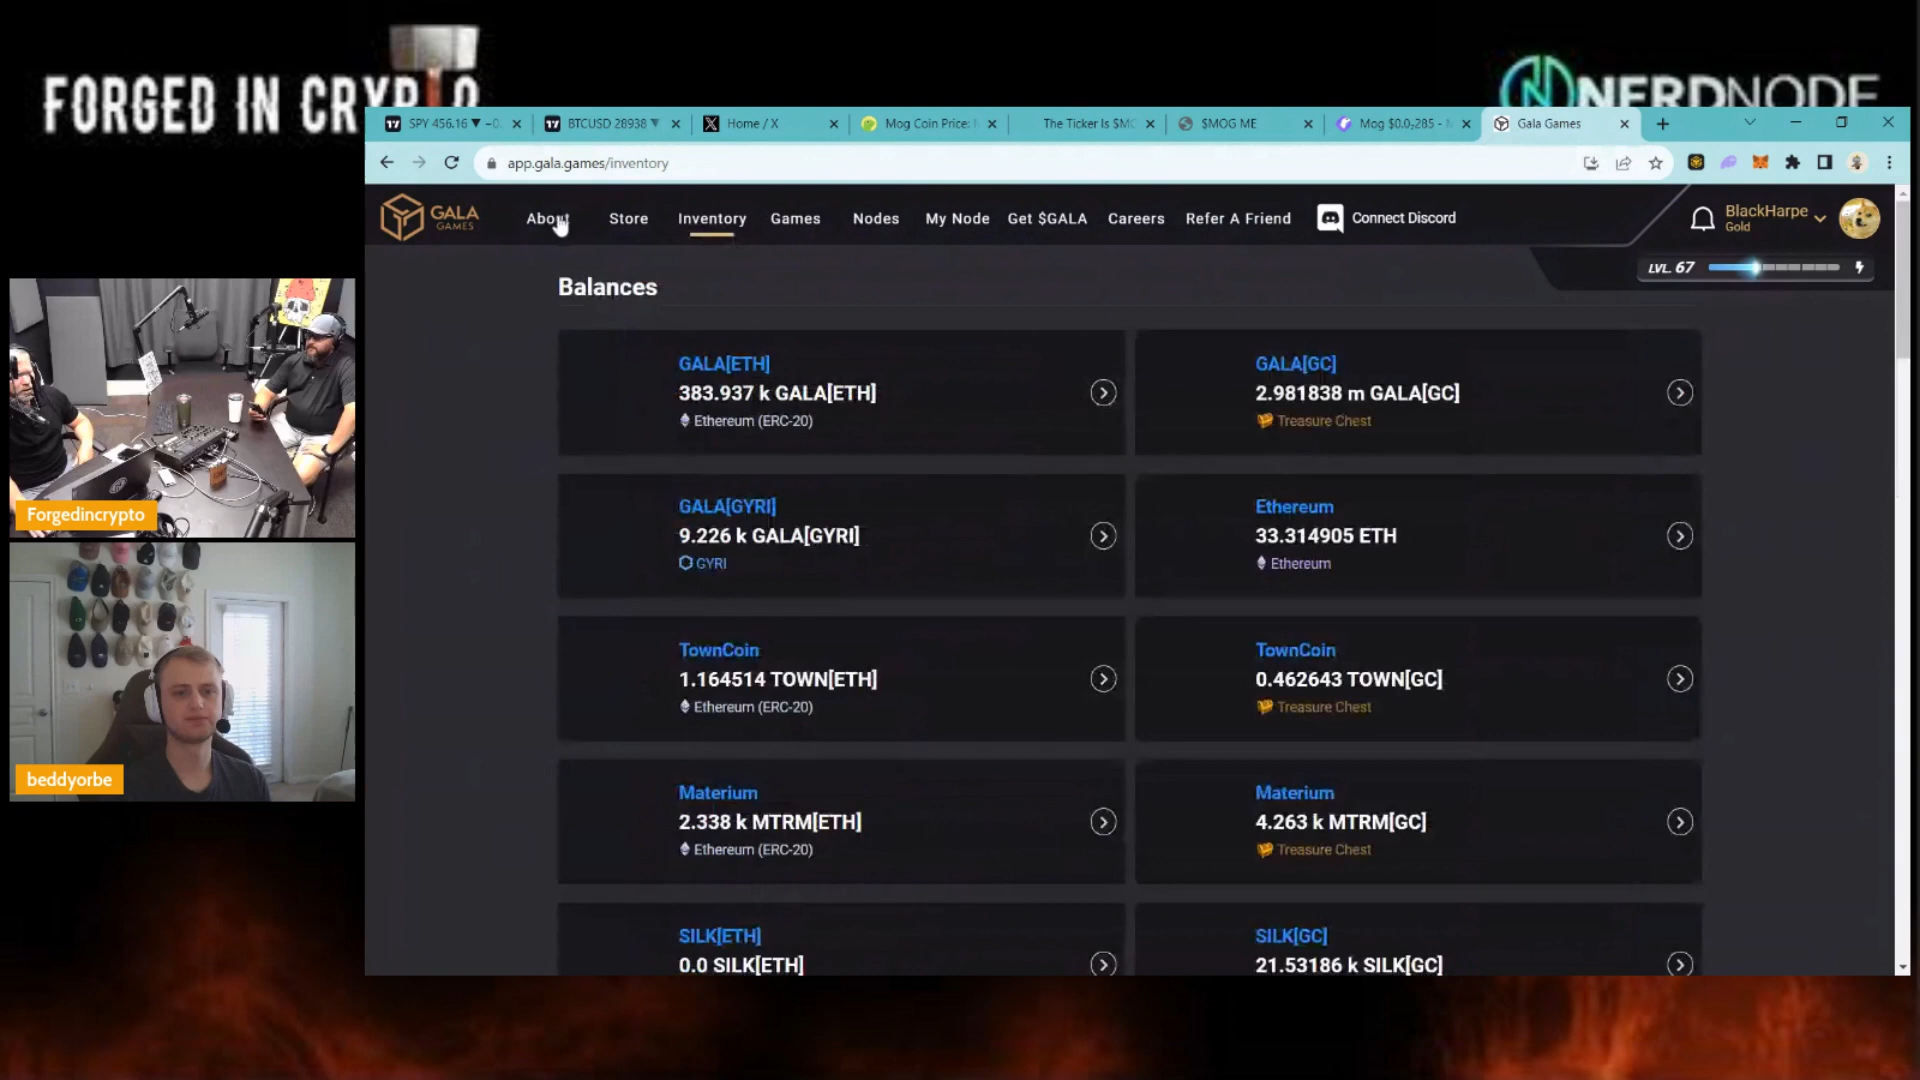 FORGED IN CRYPTO
NERDNODE
SPY 456.16 ▼ −0.
BTCUSD 28938 ▼
Home / X
Mog Coin Price:
The Ticker Is $MO
$MOG ME
Mog $0.0₇285 -
Gala Games
app.gala.games/inventory
GALA GAMES
About
Store
Inventory
Games
Nodes
My Node
Get $GALA
Careers
Refer A Friend
Connect Discord
BlackHarpe
Gold
LVL. 67
Balances
GALA[ETH]
383.937 k GALA[ETH]
Ethereum (ERC-20)
GALA[GC]
2.981838 m GALA[GC]
Treasure Chest
GALA[GYRI]
9.226 k GALA[GYRI]
GYRI
Ethereum
33.314905 ETH
Ethereum
TownCoin
1.164514 TOWN[ETH]
Ethereum (ERC-20)
TownCoin
0.462643 TOWN[GC]
Treasure Chest
Materium
2.338 k MTRM[ETH]
Ethereum (ERC-20)
Materium
4.263 k MTRM[GC]
Treasure Chest
SILK[ETH]
0.0 SILK[ETH]
SILK[GC]
21.53186 k SILK[GC]
Forgedincrypto
beddyorbe